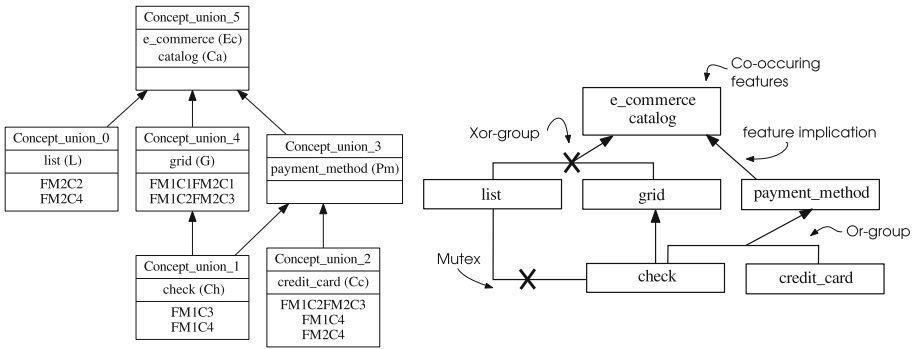 Concept_union_5
e_commerce (Ec)
catalog (Ca)
Concept_union_0
list (L)
FM2C2
FM2C4
Concept_union_4
grid (G)
FM1C1FM2C1
FM1C2FM2C3
Concept_union_3
payment_method (Pm)
Concept_union_1
check (Ch)
FM1C3
FM1C4
Concept_union_2
credit_card (Cc)
FM1C2FM2C3
FM1C4
FM2C4
Co-occuring
features
e_commerce
catalog
Xor-group
feature implication
list
grid
payment_method
Or-group
Mutex
check
credit_card